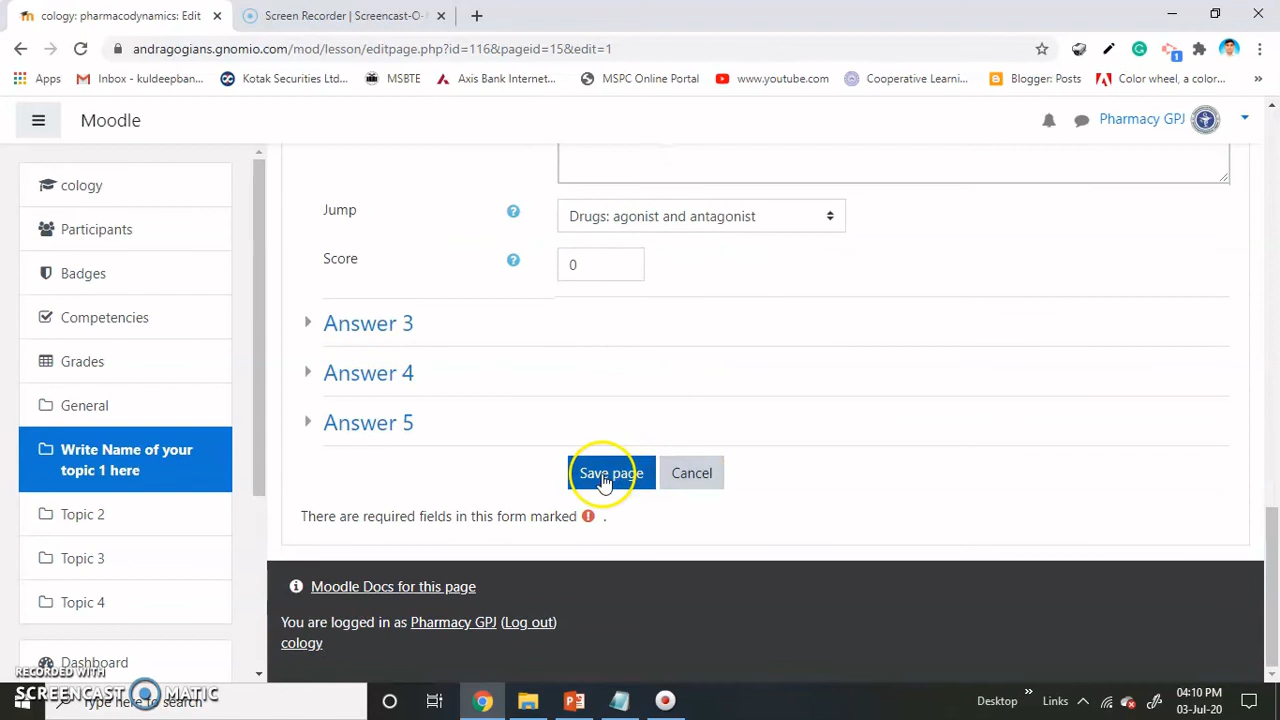 cology: pharmacodynamics: Edit
Screen Recorder | Screencast-O-
andragogians.gnomio.com/mod/lesson/editpage.php?id=116&pageid=15&edit=1
1
Apps
Inbox - kuldeepban...
Kotak Securities Ltd...
MSBTE
Axis Bank Internet...
MSPC Online Portal
www.youtube.com
Cooperative Learni...
Blogger: Posts
Color wheel, a color...
Moodle
Pharmacy GPJ
cology
Participants
Badges
Competencies
Grades
General
Write Name of your
topic 1 here
Topic 2
Topic 3
Topic 4
Dashboard
Jump
Drugs: agonist and antagonist
Score
0
Answer 3
Answer 4
Answer 5
Save page
Cancel
There are required fields in this form marked .
Moodle Docs for this page
You are logged in as Pharmacy GPJ (Log out)
cology
RECORDED WITH
SCREENCAST MATIC
Type here to search
Desktop
Links
04:10 PM
03-Jul-20